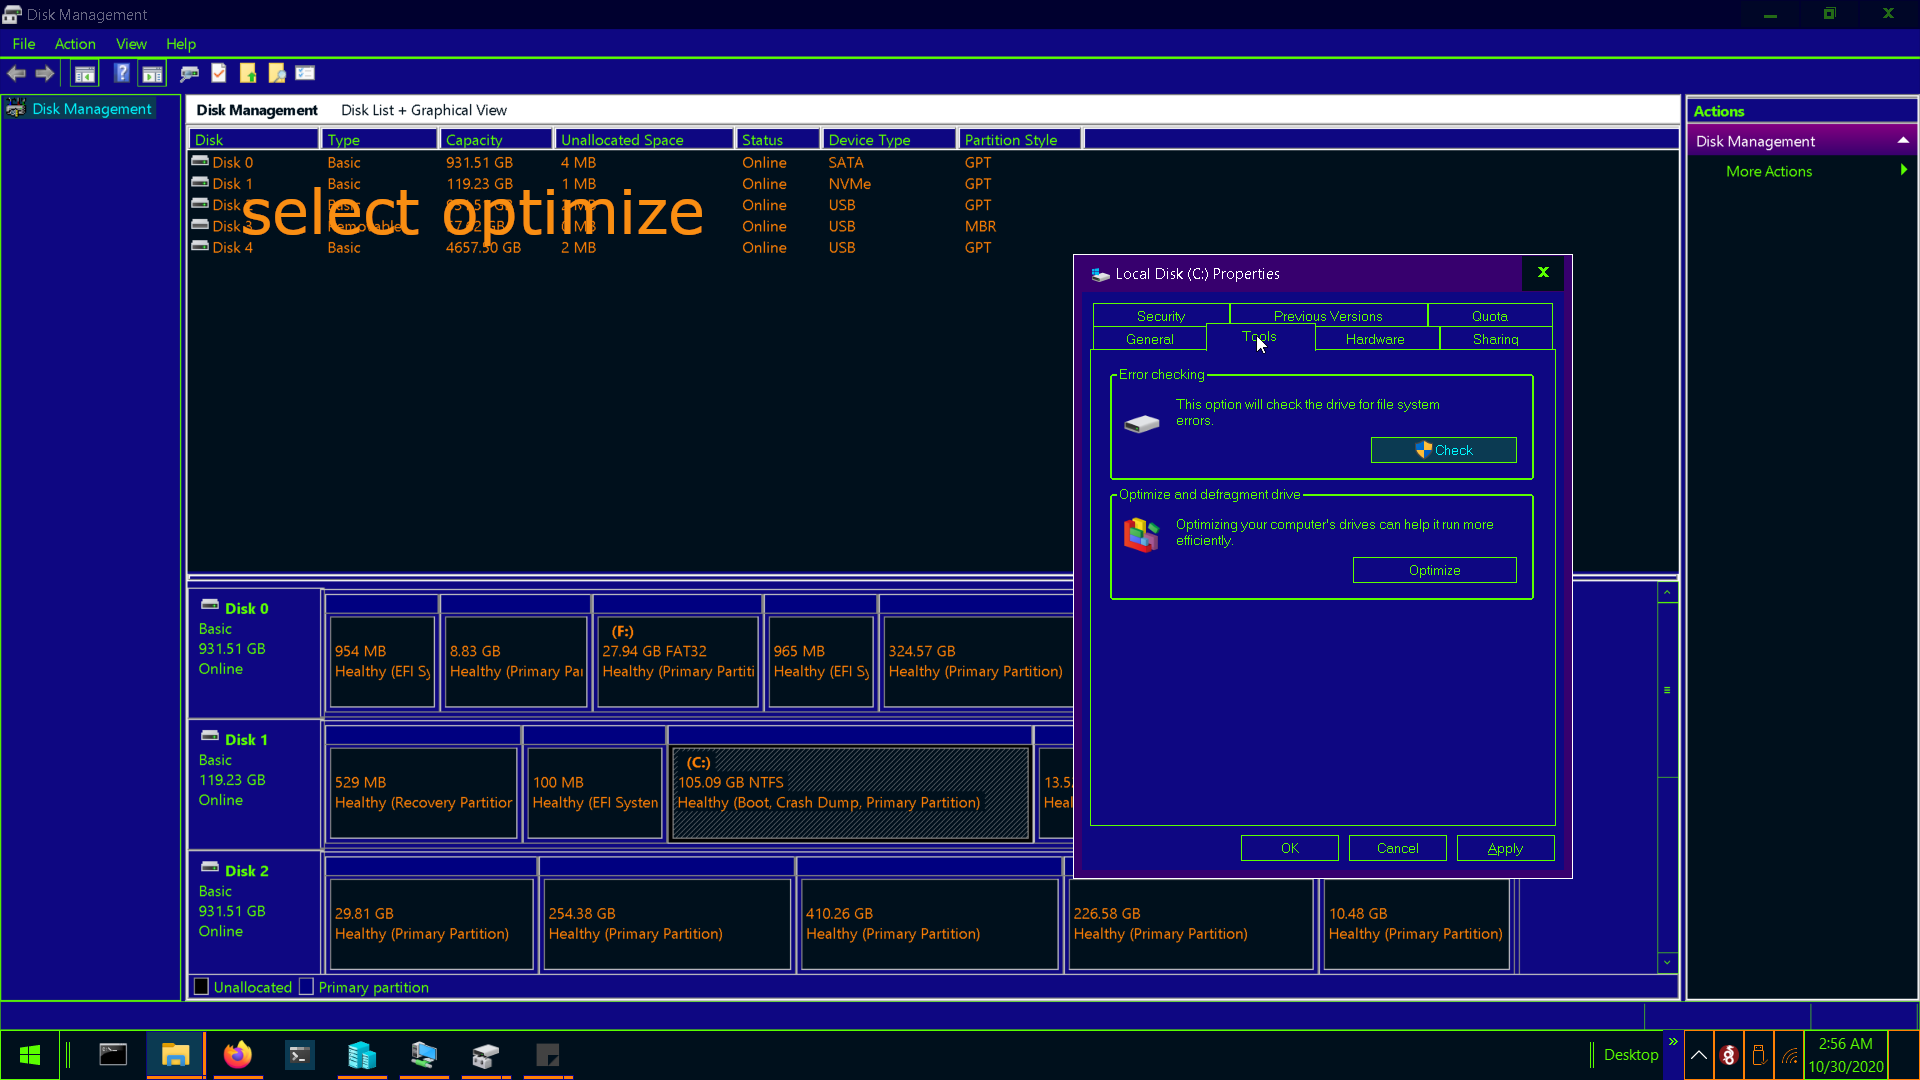 Disk Management
File Action View Help
Disk Management
Disk Management Disk List + Graphical View
Disk Type Capacity Unallocated Space Status Device Type Partition Style
Disk 0 Basic 931.51 GB 4 MB Online SATA GPT
Disk 1 Basic 119.23 GB 1 MB Online NVMe GPT
select optimize
Disk Basic Online USB GPT
Disk 3 Removable Online USB MBR
Disk 4 Basic 4657.50 GB 2 MB Online USB GPT
Actions
Disk Management
More Actions
Local Disk (C:) Properties
Security Previous Versions Quota
General Tools Hardware Sharing
Error checking
This option will check the drive for file system
errors.
Check
Optimize and defragment drive
Optimizing your computer's drives can help it run more
efficiently.
Optimize
OK Cancel Apply
Disk 0
Basic
931.51 GB
Online
954 MB
Healthy (EFI Sy
8.83 GB
Healthy (Primary Par
(F:)
27.94 GB FAT32
Healthy (Primary Partiti
965 MB
Healthy (EFI Sy
324.57 GB
Healthy (Primary Partition)
Disk 1
Basic
119.23 GB
Online
529 MB
Healthy (Recovery Partition
100 MB
Healthy (EFI System
(C:)
105.09 GB NTFS
Healthy (Boot, Crash Dump, Primary Partition)
13.5
Heal
Disk 2
Basic
931.51 GB
Online
29.81 GB
Healthy (Primary Partition)
254.38 GB
Healthy (Primary Partition)
410.26 GB
Healthy (Primary Partition)
226.58 GB
Healthy (Primary Partition)
10.48 GB
Healthy (Primary Partition)
Unallocated Primary partition
Desktop
2:56 AM
10/30/2020